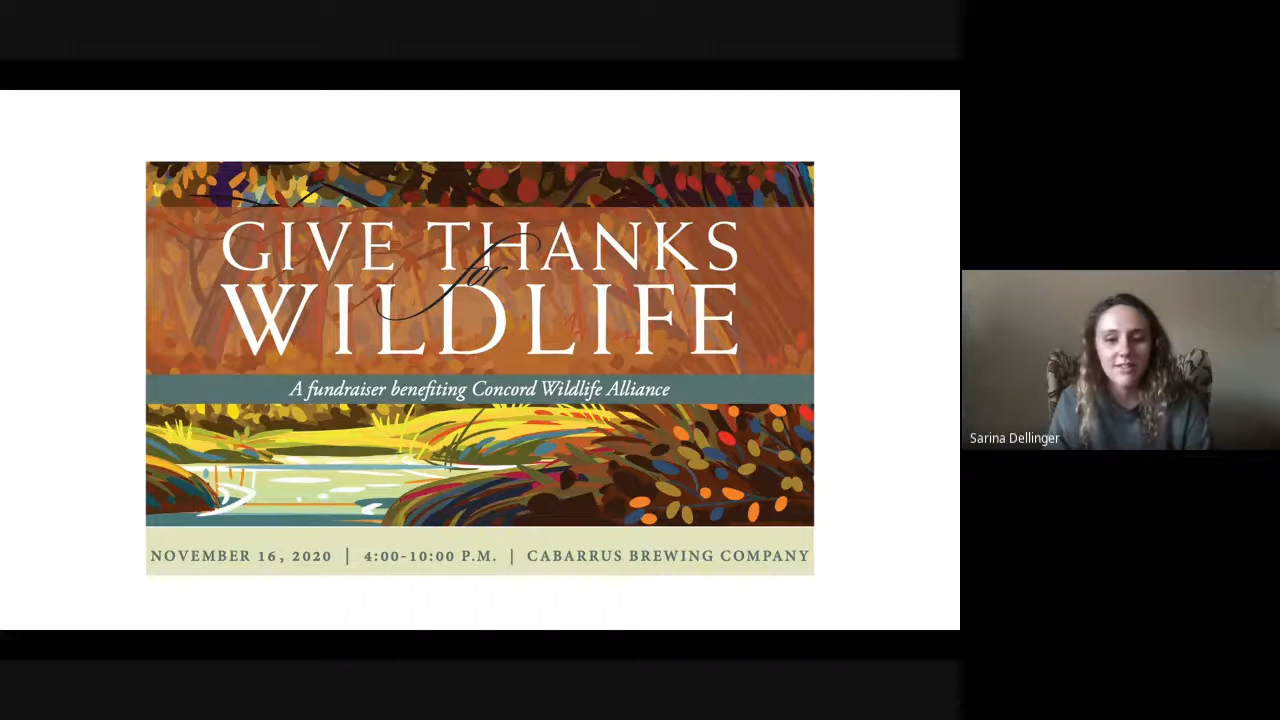 GIVE THANKS
for
WILDLIFE
A fundraiser benefiting Concord Wildlife Alliance
NOVEMBER 16, 2020 | 4:00-10:00 P.M. | CABARRUS BREWING COMPANY
Sarina Dellinger